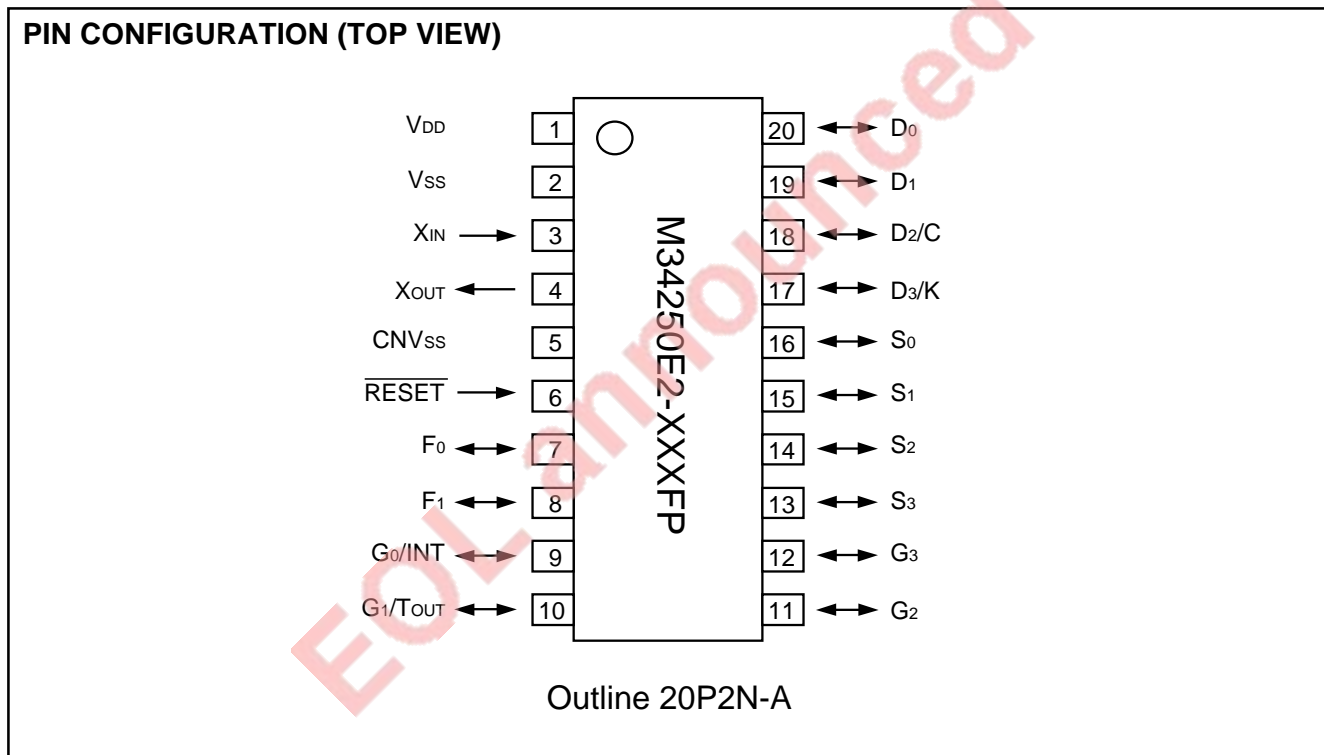 PIN CONFIGURATION (TOP VIEW)
VDD 1 20 D0
VSS 2 19 D1
XIN 3 18 D2/C
XOUT 4 17 D3/K
CNVSS 5 16 S0
RESET 6 15 S1
F0 7 14 S2
F1 8 13 S3
G0/INT 9 12 G3
G1/TOUT 10 11 G2
M34250E2-XXXFP
Outline 20P2N-A
EOL announced